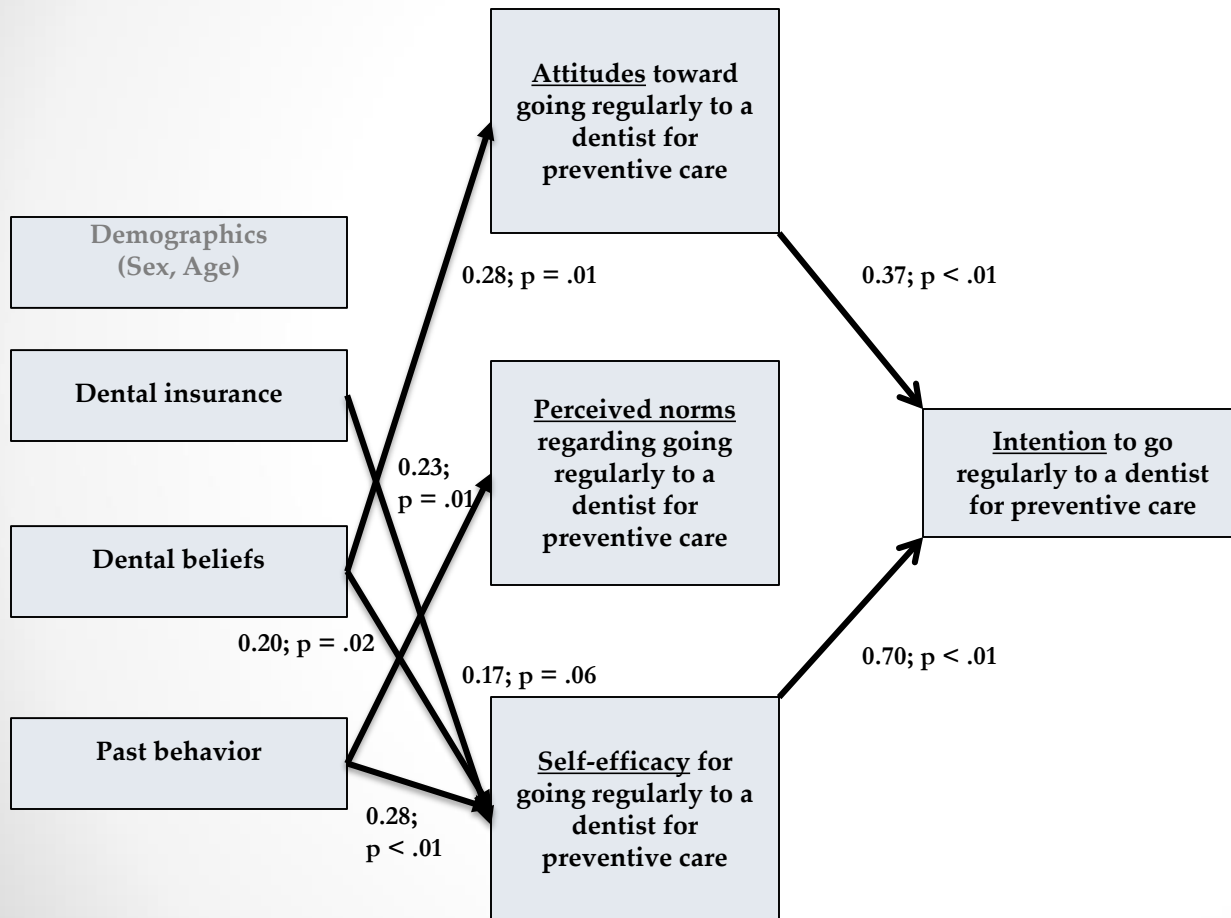 Demographics
(Sex, Age)
Dental insurance
Dental beliefs
Past behavior
0.28; p = .01
0.23;
p = .01
0.20; p = .02
0.17; p = .06
0.28;
p < .01
Attitudes toward
going regularly to a
dentist for
preventive care
Perceived norms
regarding going
regularly to a
dentist for
preventive care
Self-efficacy for
going regularly to a
dentist for
preventive care
0.37; p < .01
0.70; p < .01
Intention to go
regularly to a dentist
for preventive care